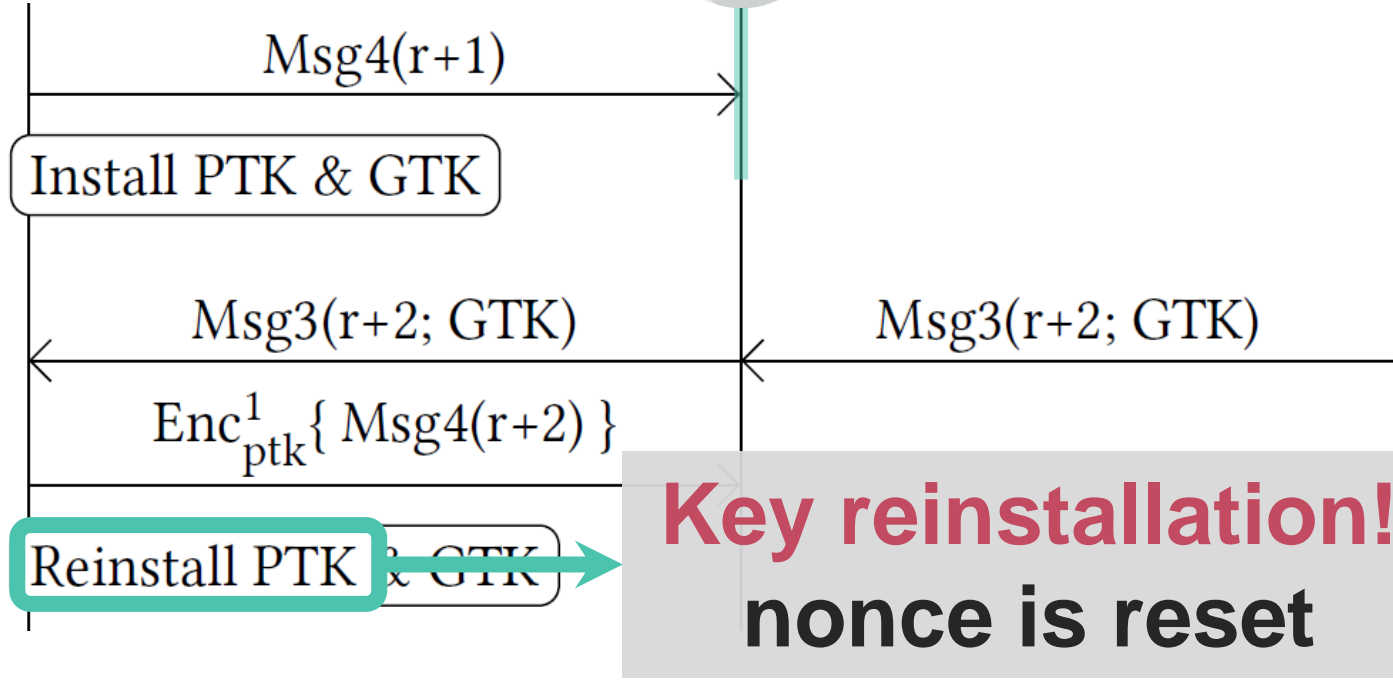 Msg4(r+1)
Install PTK & GTK
Msg3(r+2; GTK)
Msg3(r+2; GTK)
Enc¹ₚₜₖ{ Msg4(r+2) }
Key reinstallation!
nonce is reset
Reinstall PTK & GTK